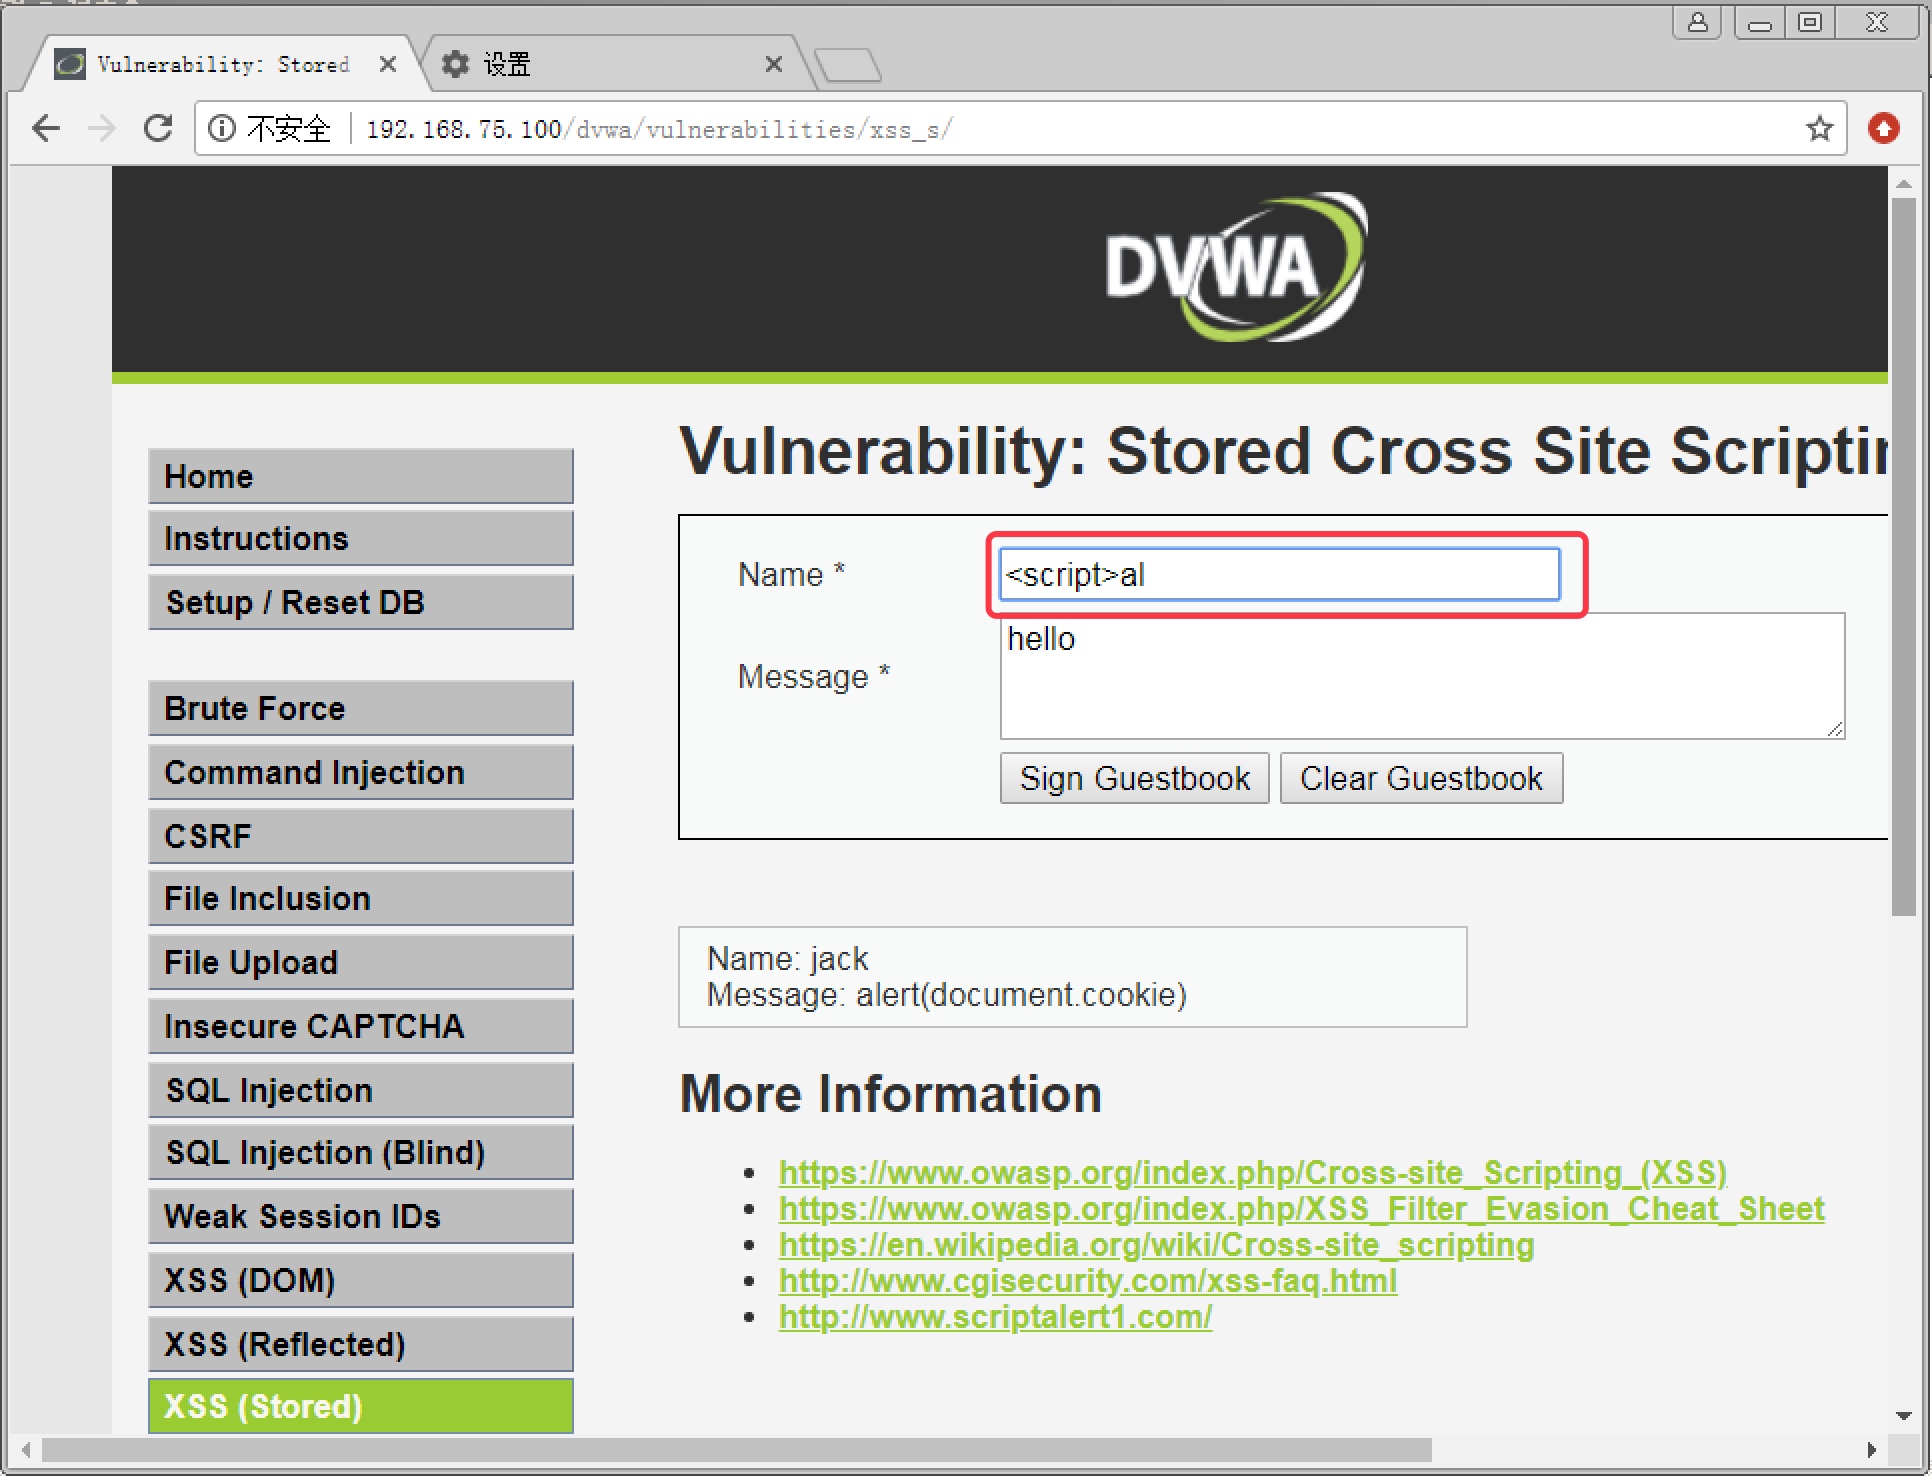 Vulnerability: Stored
设置
不安全
192.168.75.100/dvwa/vulnerabilities/xss_s/
DVWA
Home
Instructions
Setup / Reset DB
Brute Force
Command Injection
CSRF
File Inclusion
File Upload
Insecure CAPTCHA
SQL Injection
SQL Injection (Blind)
Weak Session IDs
XSS (DOM)
XSS (Reflected)
XSS (Stored)
Vulnerability: Stored Cross Site Scriptin
Name *
<script>al
Message *
hello
Sign Guestbook
Clear Guestbook
Name: jack
Message: alert(document.cookie)
More Information
https://www.owasp.org/index.php/Cross-site_Scripting_(XSS)
https://www.owasp.org/index.php/XSS_Filter_Evasion_Cheat_Sheet
https://en.wikipedia.org/wiki/Cross-site_scripting
http://www.cgisecurity.com/xss-faq.html
http://www.scriptalert1.com/